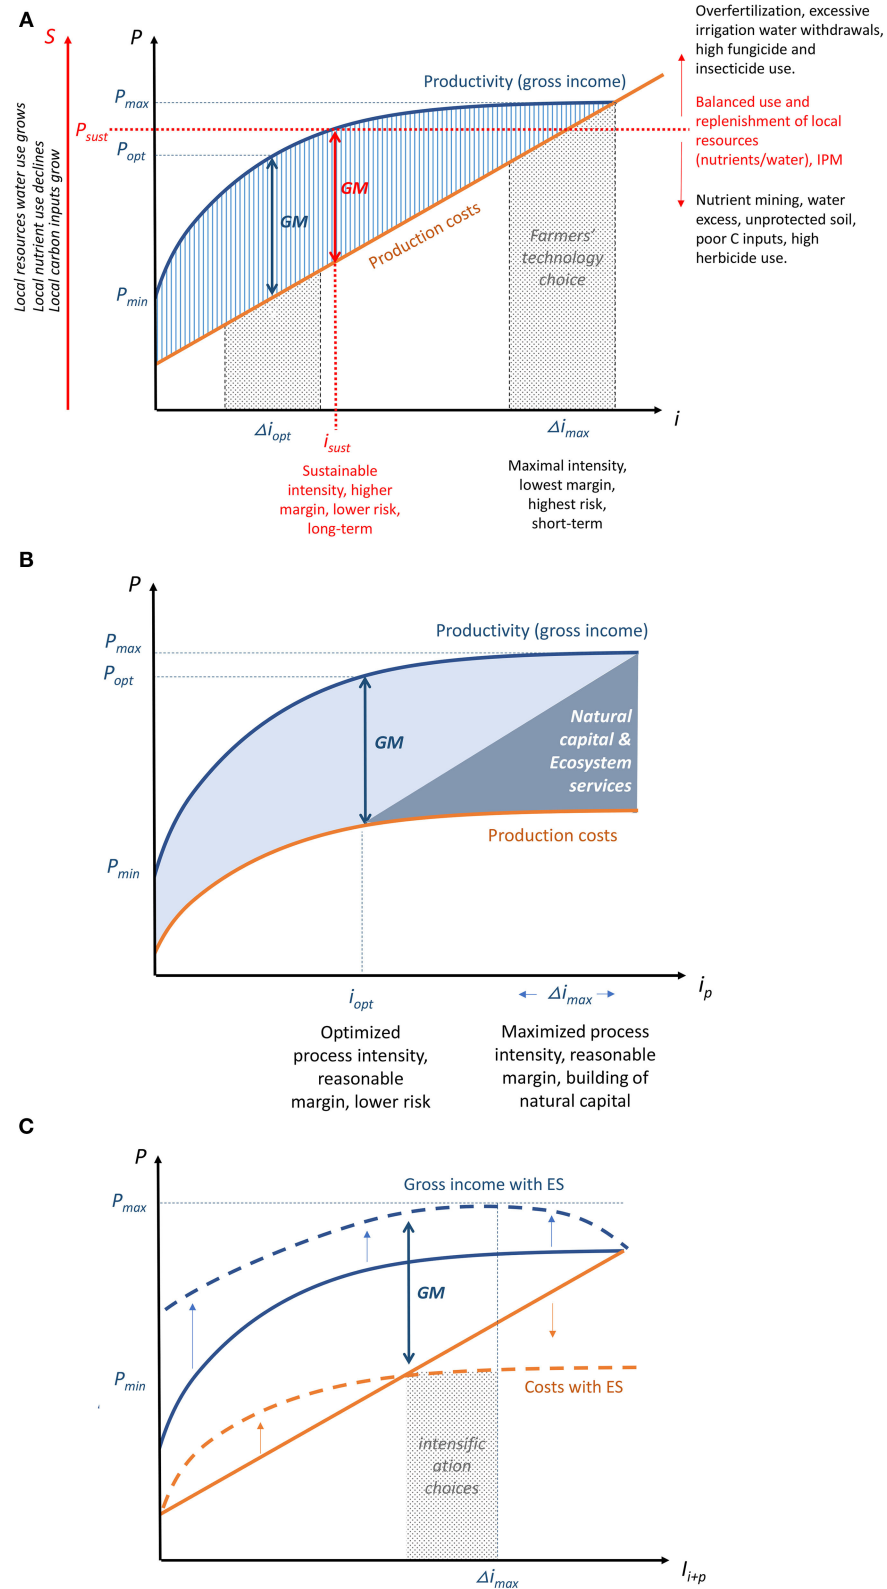 A
S
P
Local resources water use grows
Local nutrient use declines
Local carbon inputs grow
Pmax
Psust
Popt
Pmin
Productivity (gross income)
GM
GM
Production costs
Farmers'
technology
choice
Overfertilization, excessive
irrigation water withdrawals,
high fungicide and
insecticide use.
Balanced use and
replenishment of local
resources
(nutrients/water), IPM
Nutrient mining, water
excess, unprotected soil,
poor C inputs, high
herbicide use.
Δiopt
isust
Δimax
i
Sustainable
intensity, higher
margin, lower risk,
long-term
Maximal intensity,
lowest margin,
highest risk,
short-term
B
P
Pmax
Popt
Pmin
Productivity (gross income)
GM
Natural
capital &
Ecosystem
services
Production costs
iopt
Δimax
ip
Optimized
process intensity,
reasonable
margin, lower risk
Maximized process
intensity, reasonable
margin, building of
natural capital
C
P
Pmax
Pmin
Gross income with ES
GM
Costs with ES
intensific
ation
choices
Δimax
Ii+p